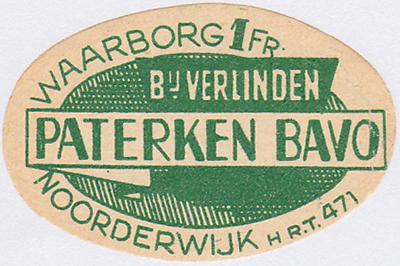 WAARBORG 1 FR.
BIJ VERLINDEN
PATERKEN BAVO
NOORDERWIJK H R.T. 471